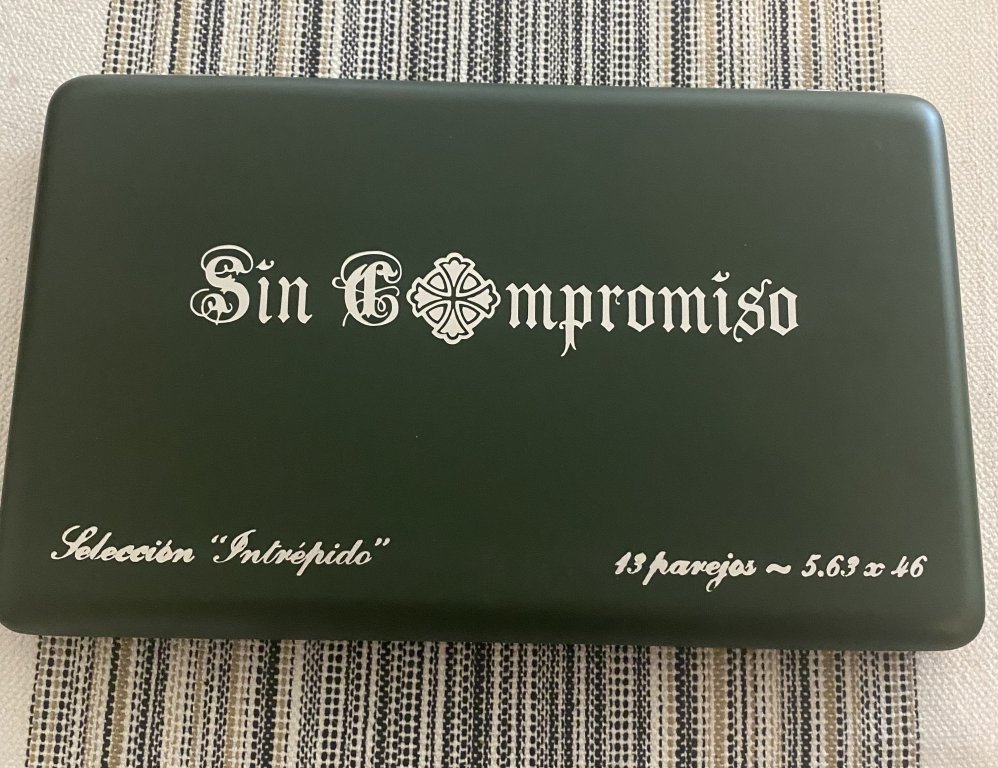 Sin Compromiso
Selección "Intrépido"
13 parejos ~ 5.63 x 46